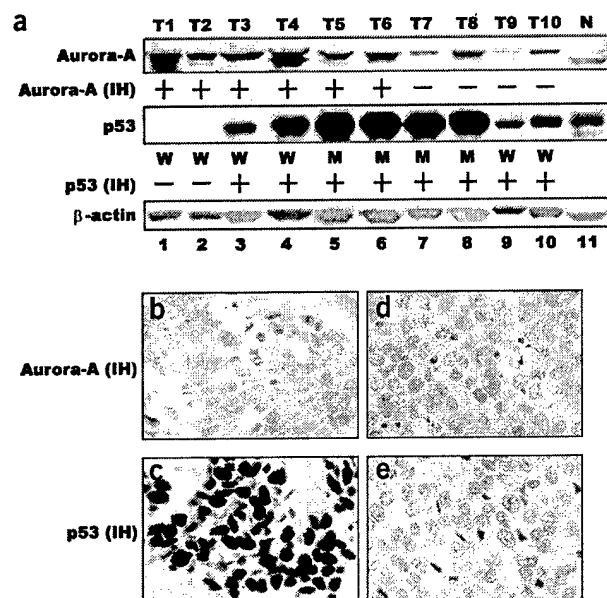 a
T1 T2 T3 T4 T5 T6 T7 T8 T9 T10 N
Aurora-A
Aurora-A (IH) + + + + + + − − − −
p53
W W W W M M M M W W
p53 (IH) − − + + + + + + + +
β-actin
1 2 3 4 5 6 7 8 9 10 11
b d
Aurora-A (IH)
c e
p53 (IH)